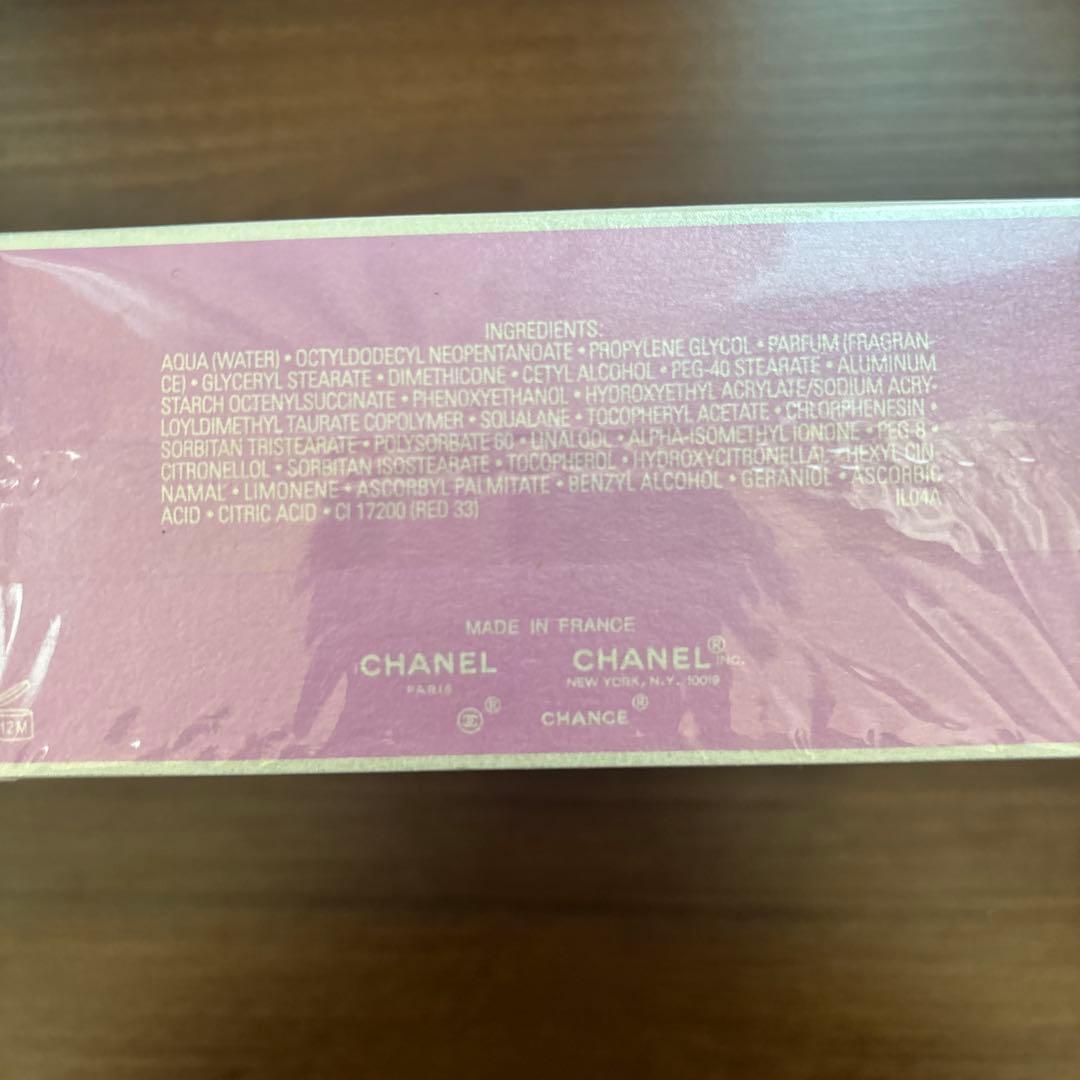 INGREDIENTS:
AQUA (WATER) • OCTYLDODECYL NEOPENTANOATE • PROPYLENE GLYCOL • PARFUM (FRAGRAN-
CE) • GLYCERYL STEARATE • DIMETHICONE • CETYL ALCOHOL • PEG-40 STEARATE • ALUMINUM
STARCH OCTENYLSUCCINATE • PHENOXYETHANOL • HYDROXYETHYL ACRYLATE/SODIUM ACRY-
LOYLDIMETHYL TAURATE COPOLYMER • SQUALANE • TOCOPHERYL ACETATE • CHLORPHENESIN •
SORBITAN TRISTEARATE • POLYSORBATE 60 • LINALOOL • ALPHA-ISOMETHYL IONONE • PEG-8 •
CITRONELLOL • SORBITAN ISOSTEARATE • TOCOPHEROL • HYDROXYCITRONELLAL • HEXYL CIN
NAMAL • LIMONENE • ASCORBYL PALMITATE • BENZYL ALCOHOL • GERANIOL • ASCORBIC
ACID • CITRIC ACID • CI 17200 (RED 33) IL04A
MADE IN FRANCE
CHANEL CHANEL® INC.
PARIS NEW YORK, N.Y. 10019
® CHANCE®
12M